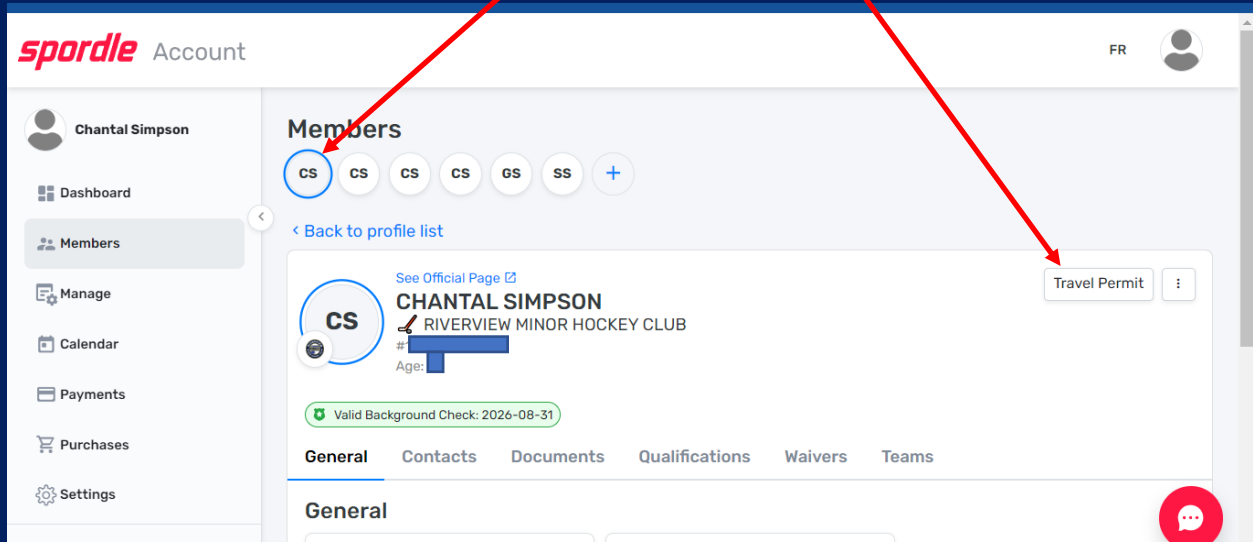 spordle Account
FR
Chantal Simpson
Dashboard
Members
Manage
Calendar
Payments
Purchases
Settings
Members
CS CS CS CS GS SS +
< Back to profile list
See Official Page
CS
CHANTAL SIMPSON
RIVERVIEW MINOR HOCKEY CLUB
#
Age:
Travel Permit
Valid Background Check: 2026-08-31
General Contacts Documents Qualifications Waivers Teams
General